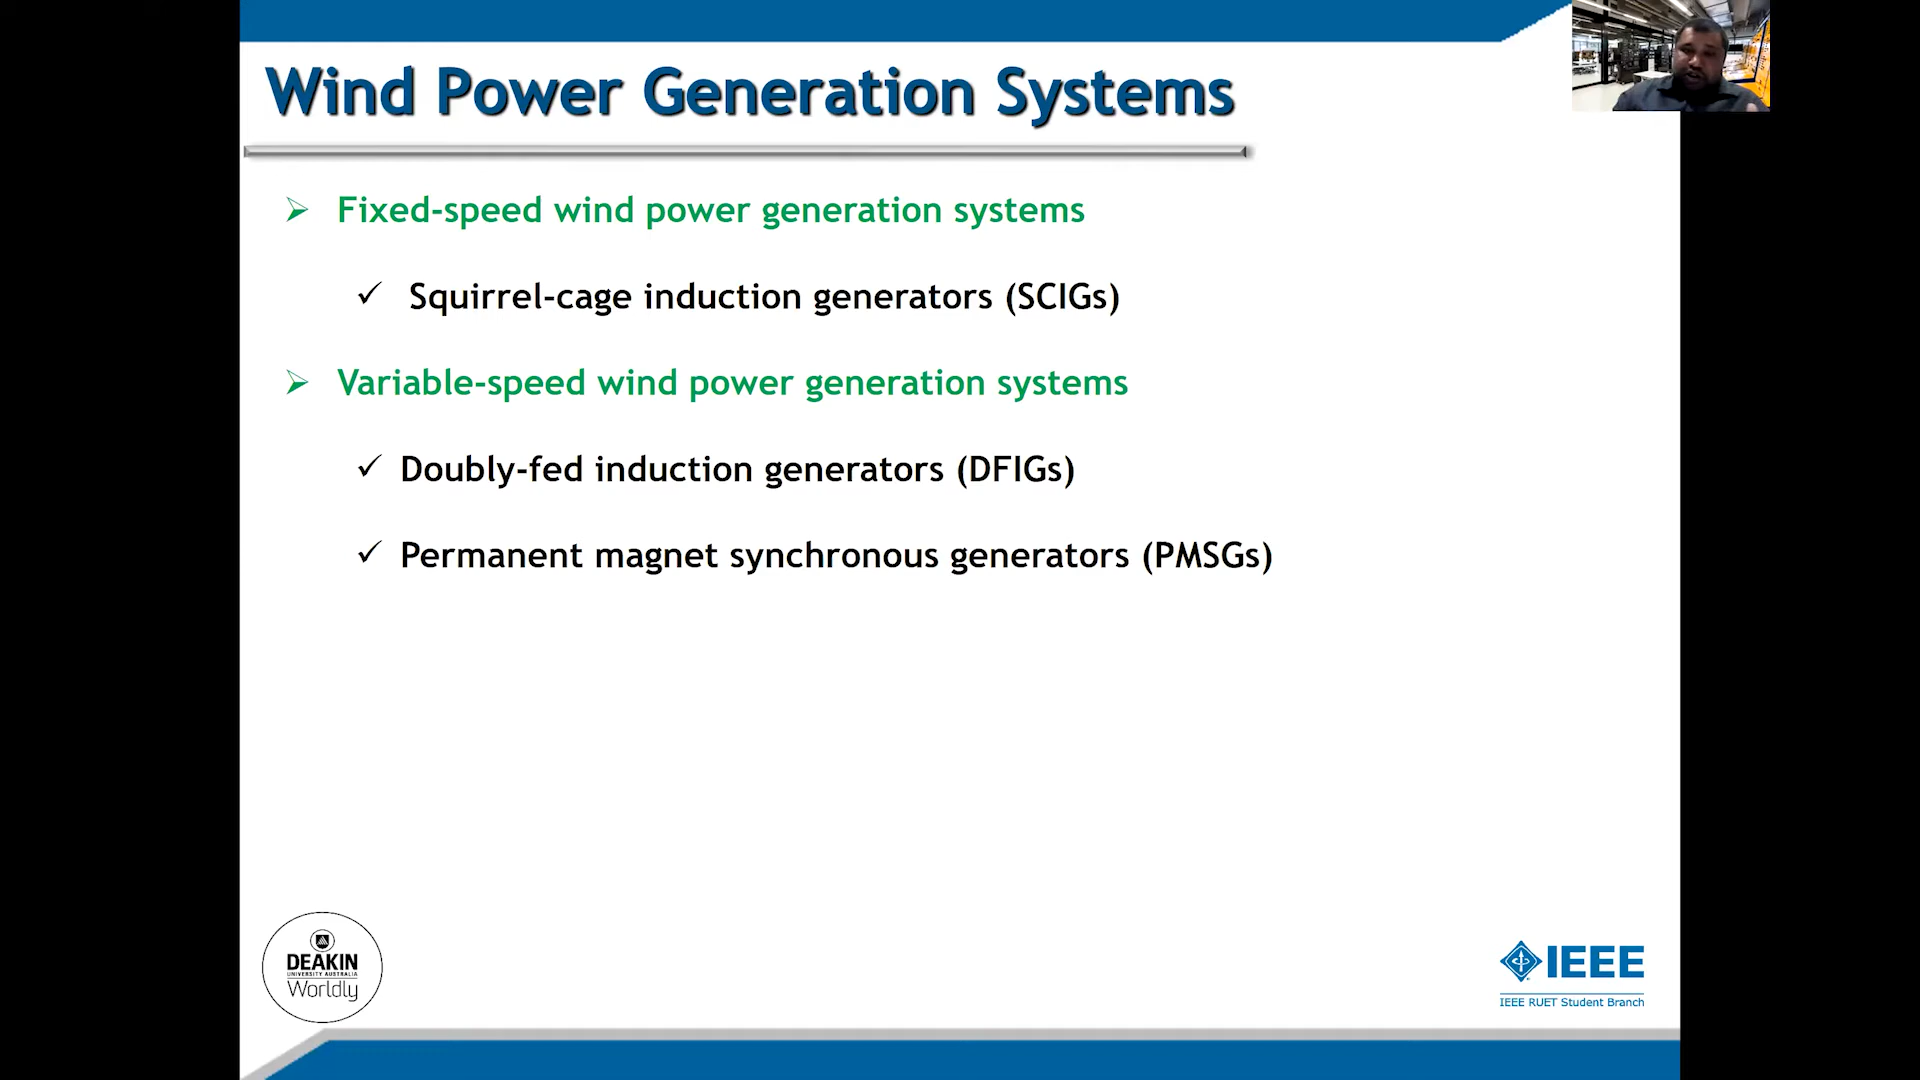 Wind Power Generation Systems
Fixed-speed wind power generation systems
Squirrel-cage induction generators (SCIGs)
Variable-speed wind power generation systems
Doubly-fed induction generators (DFIGs)
Permanent magnet synchronous generators (PMSGs)
DEAKIN
UNIVERSITY AUSTRALIA
Worldly
IEEE
IEEE RUET Student Branch